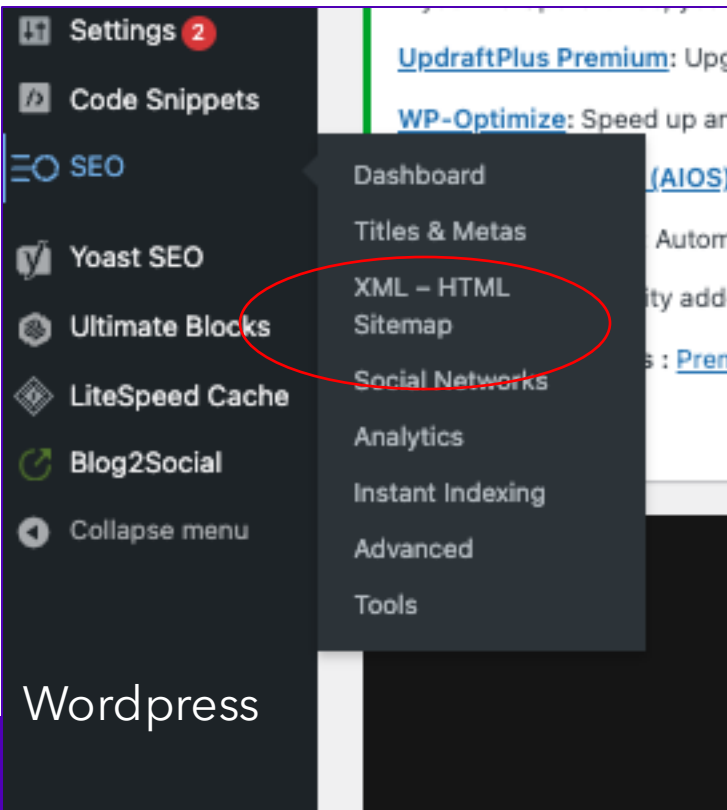 Settings 2
Code Snippets
SEO
Yoast SEO
Ultimate Blocks
LiteSpeed Cache
Blog2Social
Collapse menu
Dashboard
Titles & Metas
XML – HTML
Sitemap
Social Networks
Analytics
Instant Indexing
Advanced
Tools
UpdraftPlus Premium: Upg
WP-Optimize: Speed up an
(AIOS)
Autom
ity add
s : Prem
Wordpress